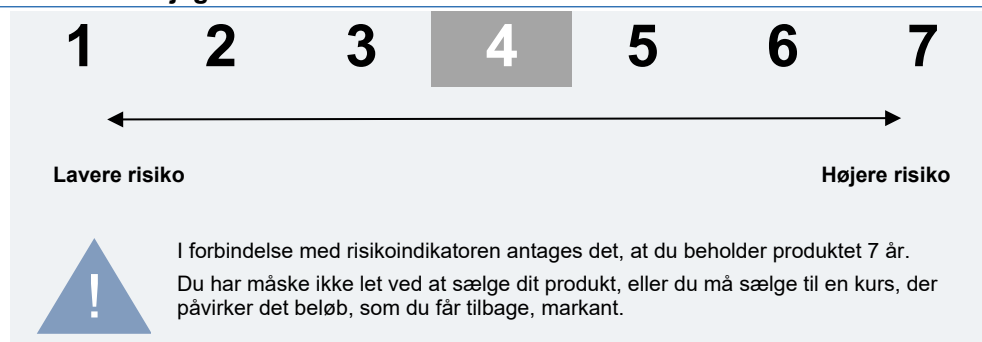 1 2 3 4 5 6 7
Lavere risiko Højere risiko
I forbindelse med risikoindikatoren antages det, at du beholder produktet 7 år.
Du har måske ikke let ved at sælge dit produkt, eller du må sælge til en kurs, der
påvirker det beløb, som du får tilbage, markant.
!